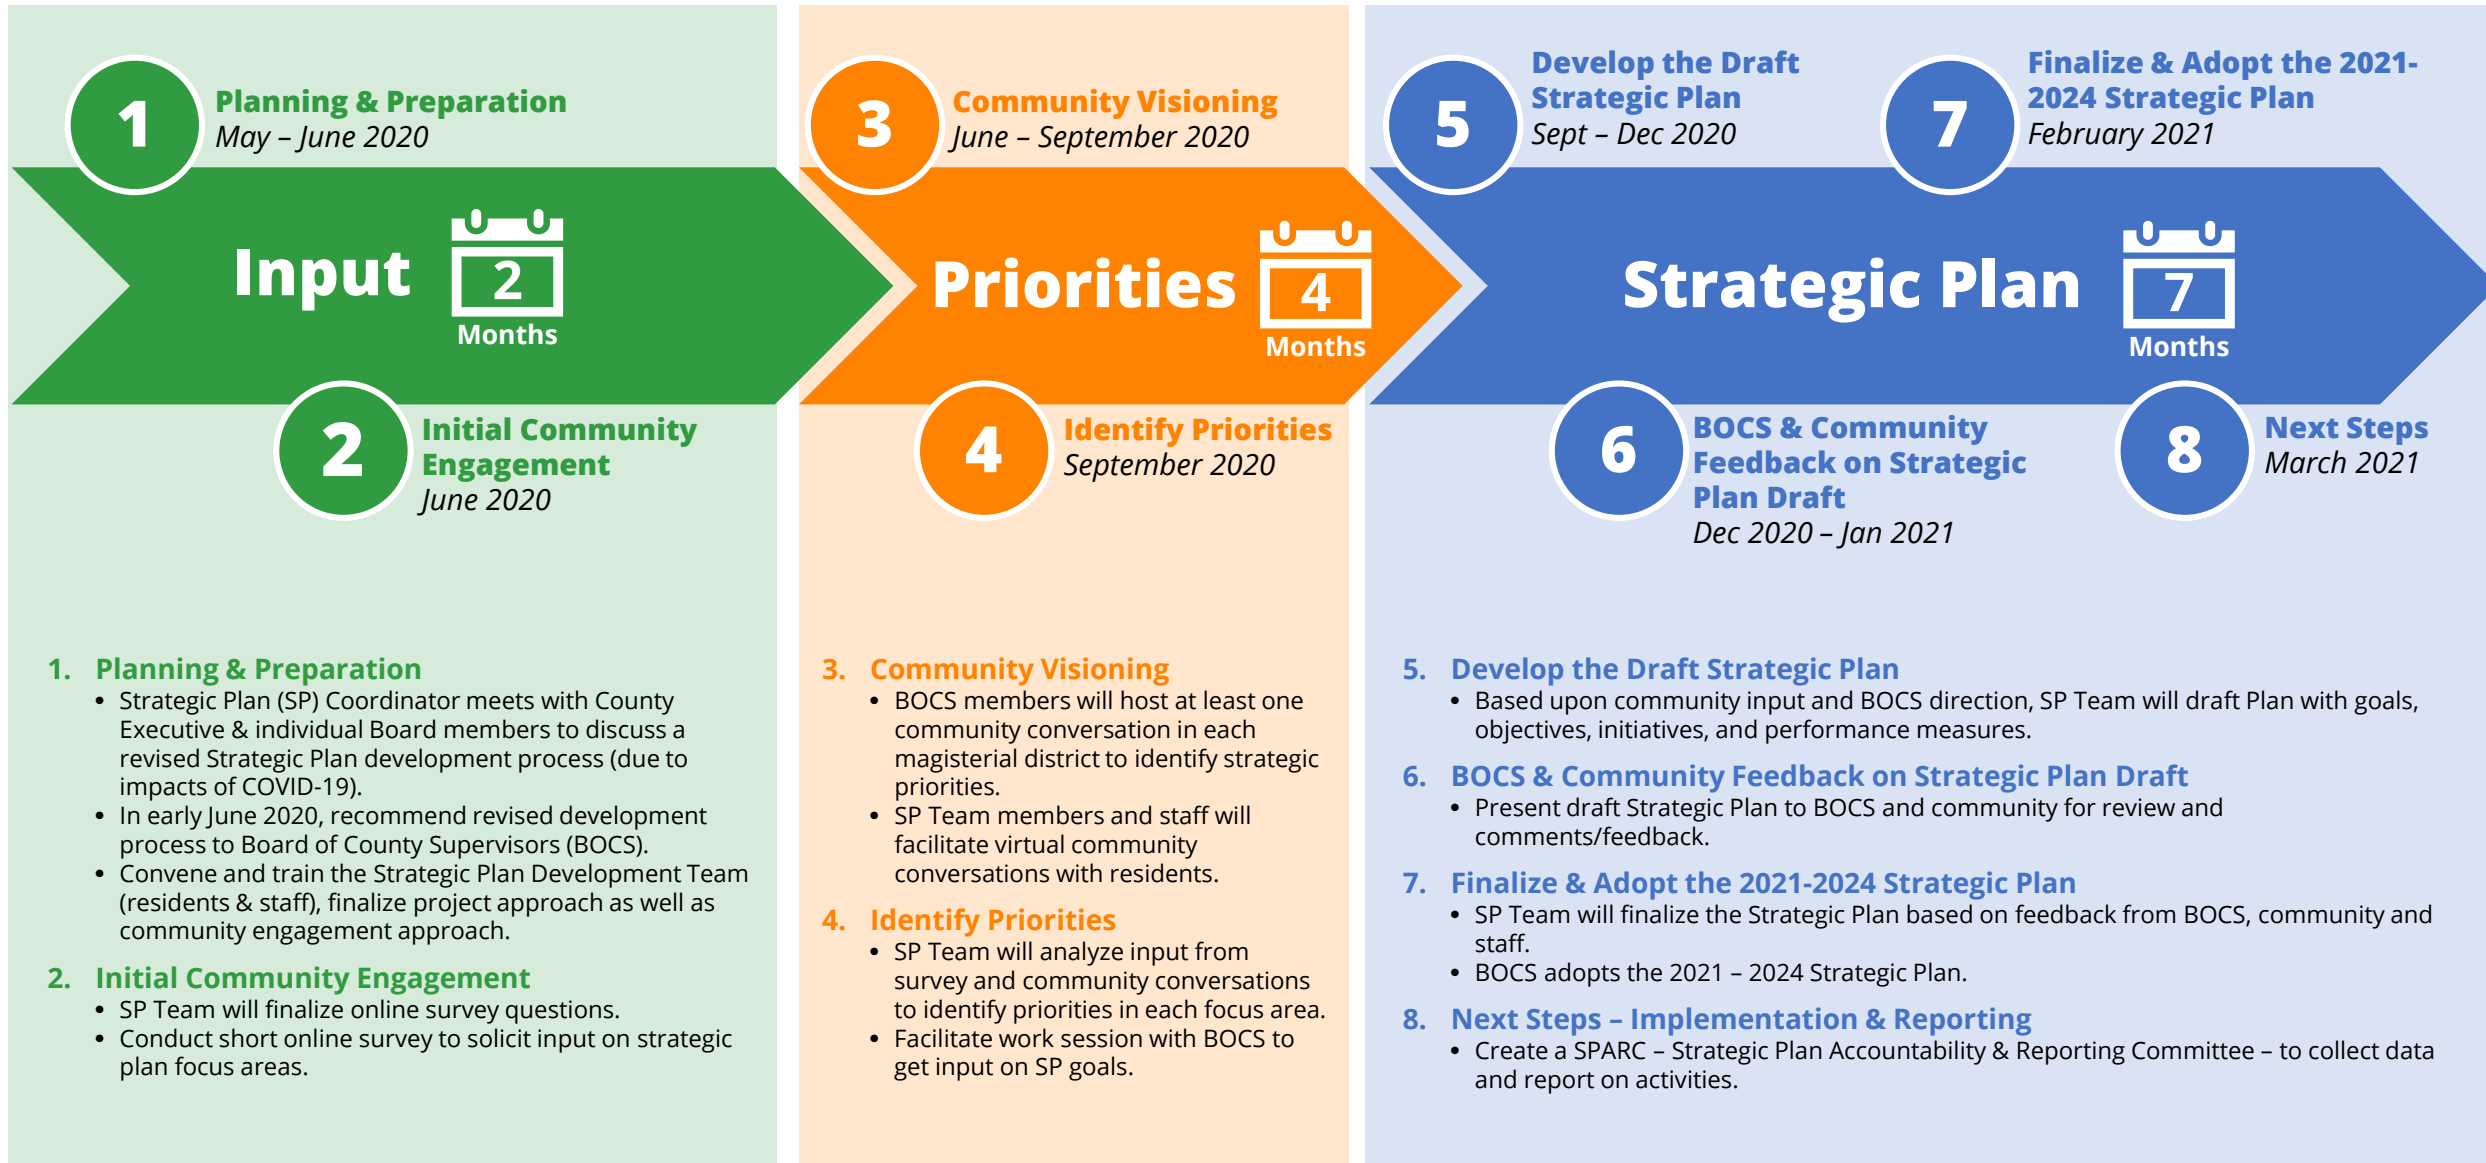 1
Planning & Preparation
May – June 2020
Input
2
Months
2
Initial Community
Engagement
June 2020
3
Community Visioning
June – September 2020
Priorities
4
Months
4
Identify Priorities
September 2020
5
Develop the Draft
Strategic Plan
Sept – Dec 2020
7
Finalize & Adopt the 2021-
2024 Strategic Plan
February 2021
Strategic Plan
7
Months
6
BOCS & Community
Feedback on Strategic
Plan Draft
Dec 2020 – Jan 2021
8
Next Steps
March 2021
1. Planning & Preparation
• Strategic Plan (SP) Coordinator meets with County
Executive & individual Board members to discuss a
revised Strategic Plan development process (due to
impacts of COVID-19).
• In early June 2020, recommend revised development
process to Board of County Supervisors (BOCS).
• Convene and train the Strategic Plan Development Team
(residents & staff), finalize project approach as well as
community engagement approach.
2. Initial Community Engagement
• SP Team will finalize online survey questions.
• Conduct short online survey to solicit input on strategic
plan focus areas.
3. Community Visioning
• BOCS members will host at least one
community conversation in each
magisterial district to identify strategic
priorities.
• SP Team members and staff will
facilitate virtual community
conversations with residents.
4. Identify Priorities
• SP Team will analyze input from
survey and community conversations
to identify priorities in each focus area.
• Facilitate work session with BOCS to
get input on SP goals.
5. Develop the Draft Strategic Plan
• Based upon community input and BOCS direction, SP Team will draft Plan with goals,
objectives, initiatives, and performance measures.
6. BOCS & Community Feedback on Strategic Plan Draft
• Present draft Strategic Plan to BOCS and community for review and
comments/feedback.
7. Finalize & Adopt the 2021-2024 Strategic Plan
• SP Team will finalize the Strategic Plan based on feedback from BOCS, community and
staff.
• BOCS adopts the 2021 – 2024 Strategic Plan.
8. Next Steps – Implementation & Reporting
• Create a SPARC – Strategic Plan Accountability & Reporting Committee – to collect data
and report on activities.